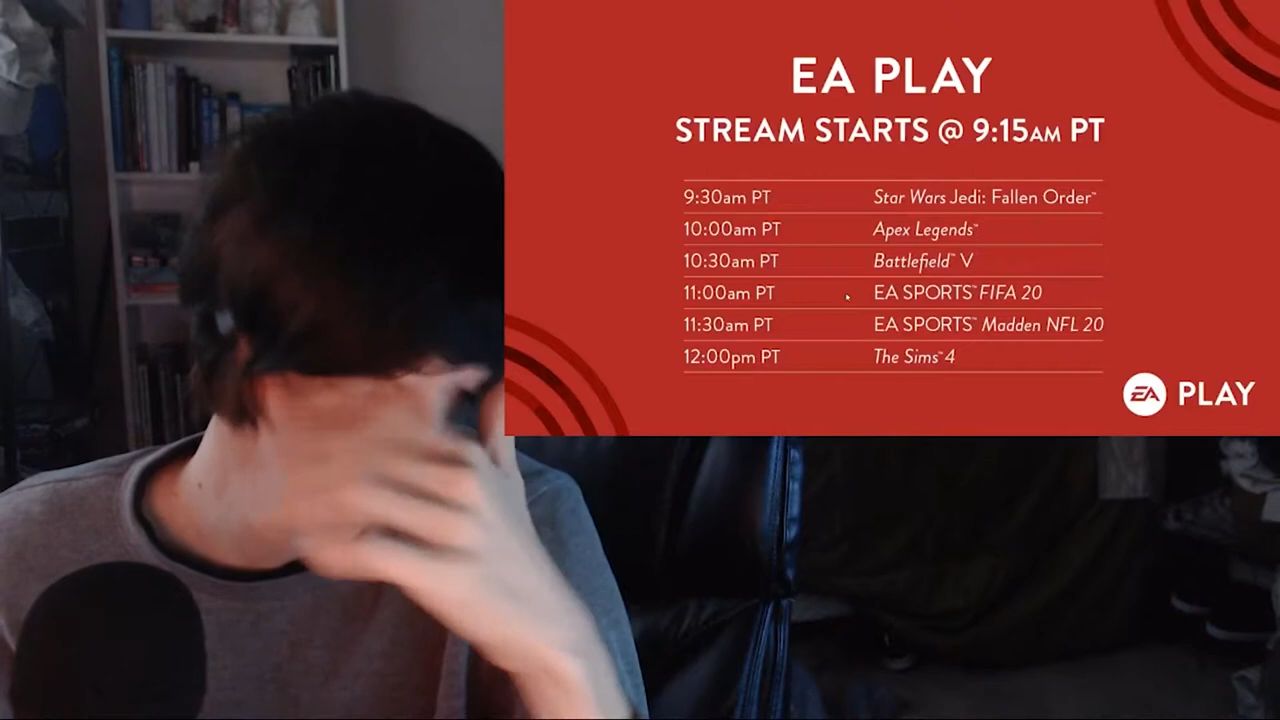 EA PLAY
STREAM STARTS @ 9:15AM PT
9:30am PT Star Wars Jedi: Fallen Order™
10:00am PT Apex Legends™
10:30am PT Battlefield™ V
11:00am PT EA SPORTS™ FIFA 20
11:30am PT EA SPORTS™ Madden NFL 20
12:00pm PT The Sims™ 4
EA PLAY